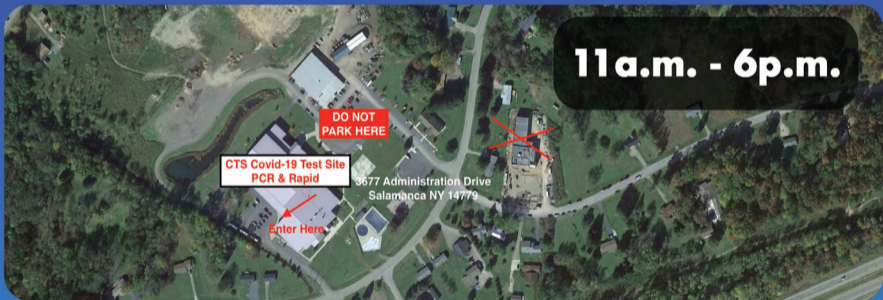 11a.m. - 6p.m.
DO NOT
PARK HERE
CTS Covid-19 Test Site
PCR & Rapid
3677 Administration Drive
Salamanca NY 14779
Enter Here